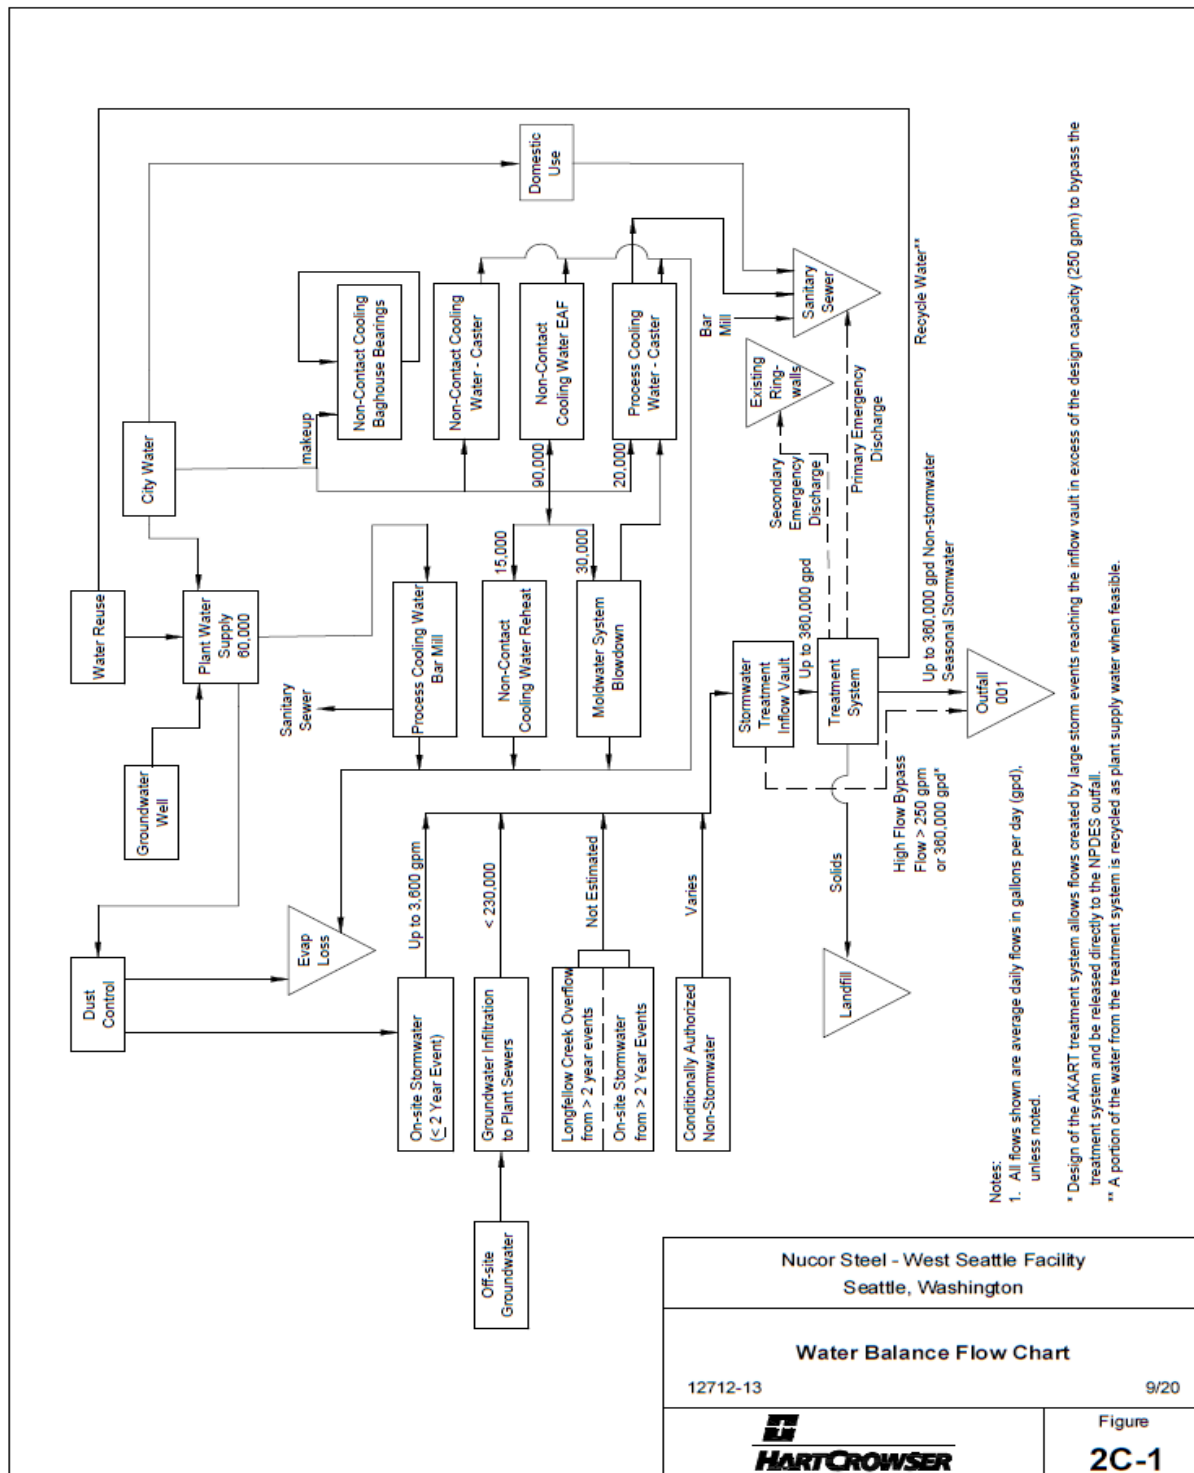 Domestic
Use
Non-Contact Cooling
Baghouse Bearings
Non-Contact Cooling
Water - Caster
Non-Contact
Cooling Water EAF
Process Cooling
Water - Caster
Bar
Mill
Sanitary
Sewer
Recycle Water**
Existing
Ring-
walls
City Water
makeup
90,000
20,000
Secondary
Emergency
Discharge
Primary Emergency
Discharge
Water Reuse
Plant Water
Supply
60,000
Sanitary
Sewer
Process Cooling Water
Bar Mill
15,000
Non-Contact
Cooling Water Reheat
30,000
Moldwater System
Blowdown
Stormwater
Treatment
Inflow Vault
Up to 360,000 gpd
Treatment
System
Up to 360,000 gpd Non-stormwater
Seasonal Stormwater
Outfall
001
Groundwater
Well
Dust
Control
Evap
Loss
Up to 3,600 gpm
< 230,000
Not Estimated
Varies
Solids
High Flow Bypass
Flow > 250 gpm
or 360,000 gpd*
Landfill
On-site Stormwater
(≤ 2 Year Event)
Groundwater Infiltration
to Plant Sewers
Longfellow Creek Overflow
from > 2 year events
On-site Stormwater
from > 2 Year Events
Conditionally Authorized
Non-Stormwater
Off-site
Groundwater
Notes:
1. All flows shown are average daily flows in gallons per day (gpd),
unless noted.
* Design of the AKART treatment system allows flows created by large storm events reaching the inflow vault in excess of the design capacity (250 gpm) to bypass the
treatment system and be released directly to the NPDES outfall.
** A portion of the water from the treatment system is recycled as plant supply water when feasible.
Nucor Steel - West Seattle Facility
Seattle, Washington
Water Balance Flow Chart
12712-13 9/20
HARTCROWSER
Figure
2C-1